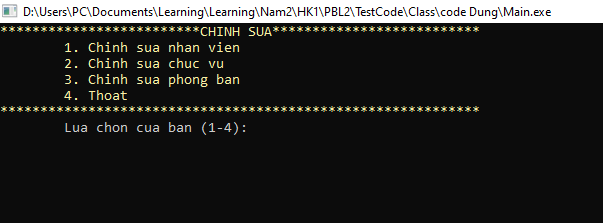 D:\Users\PC\Documents\Learning\Learning\Nam2\HK1\PBL2\TestCode\Class\code Dung\Main.exe
*************************CHINH SUA**************************
1. Chinh sua nhan vien
2. Chinh sua chuc vu
3. Chinh sua phong ban
4. Thoat
************************************************************
Lua chon cua ban (1-4):